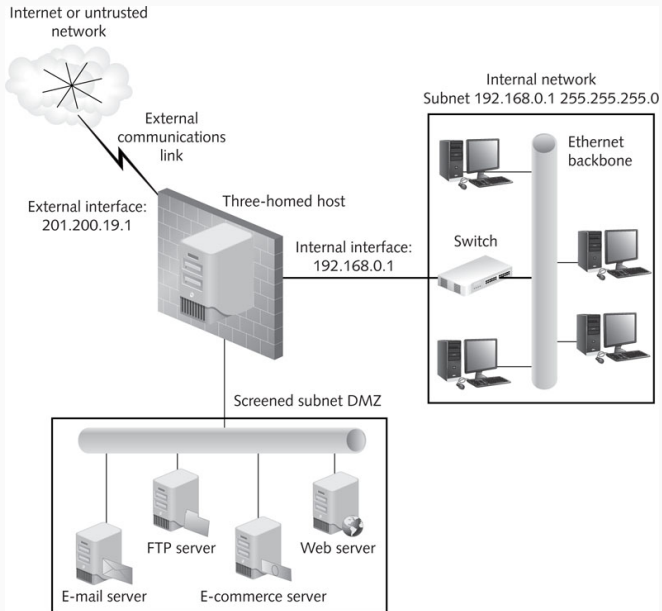 Internet or untrusted
network
External
communications
link
External interface:
201.200.19.1
Three-homed host
Internal interface:
192.168.0.1
Internal network
Subnet 192.168.0.1 255.255.255.0
Ethernet
backbone
Switch
Screened subnet DMZ
FTP server
Web server
E-mail server
E-commerce server